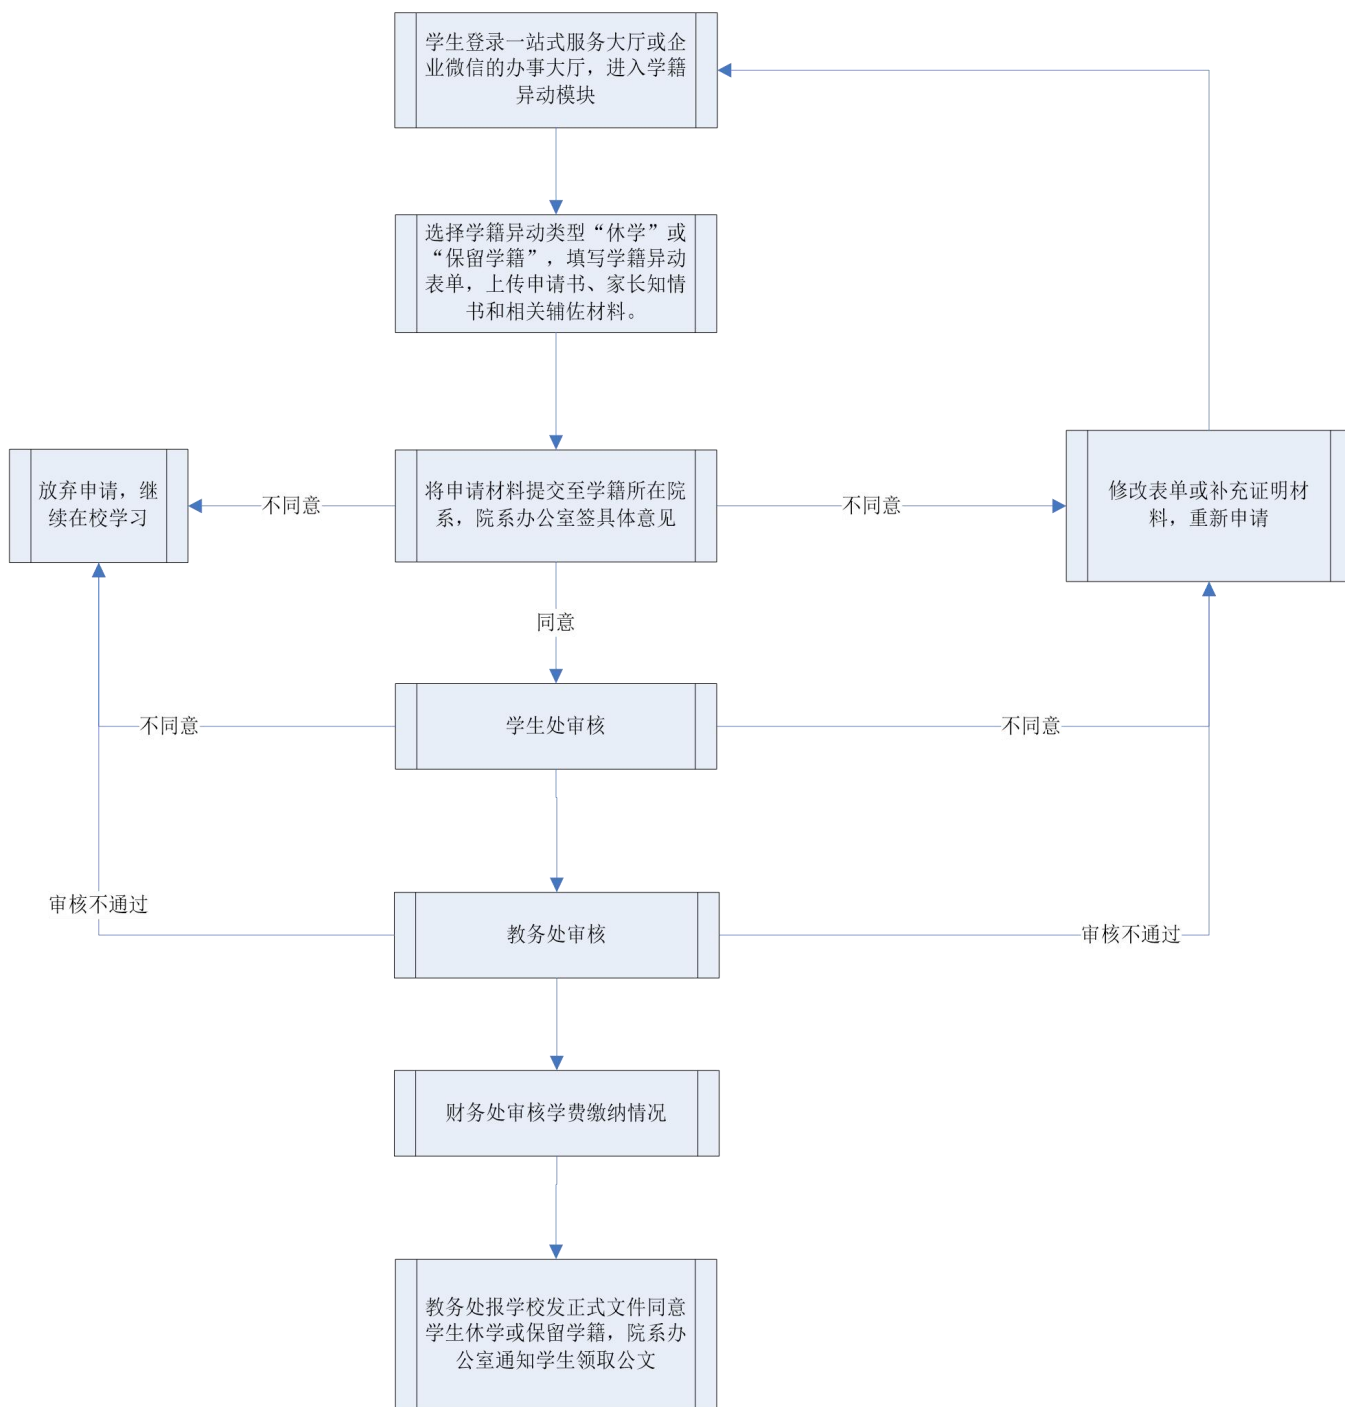 学生登录一站式服务大厅或企
业微信的办事大厅，进入学籍
异动模块
选择学籍异动类型“休学”或
“保留学籍”，填写学籍异动
表单，上传申请书、家长知情
书和相关辅佐材料。
放弃申请，继
续在校学习
不同意
将申请材料提交至学籍所在院
系，院系办公室签具体意见
不同意
修改表单或补充证明材
料，重新申请
同意
不同意
学生处审核
不同意
审核不通过
教务处审核
审核不通过
财务处审核学费缴纳情况
教务处报学校发正式文件同意
学生休学或保留学籍，院系办
公室通知学生领取公文